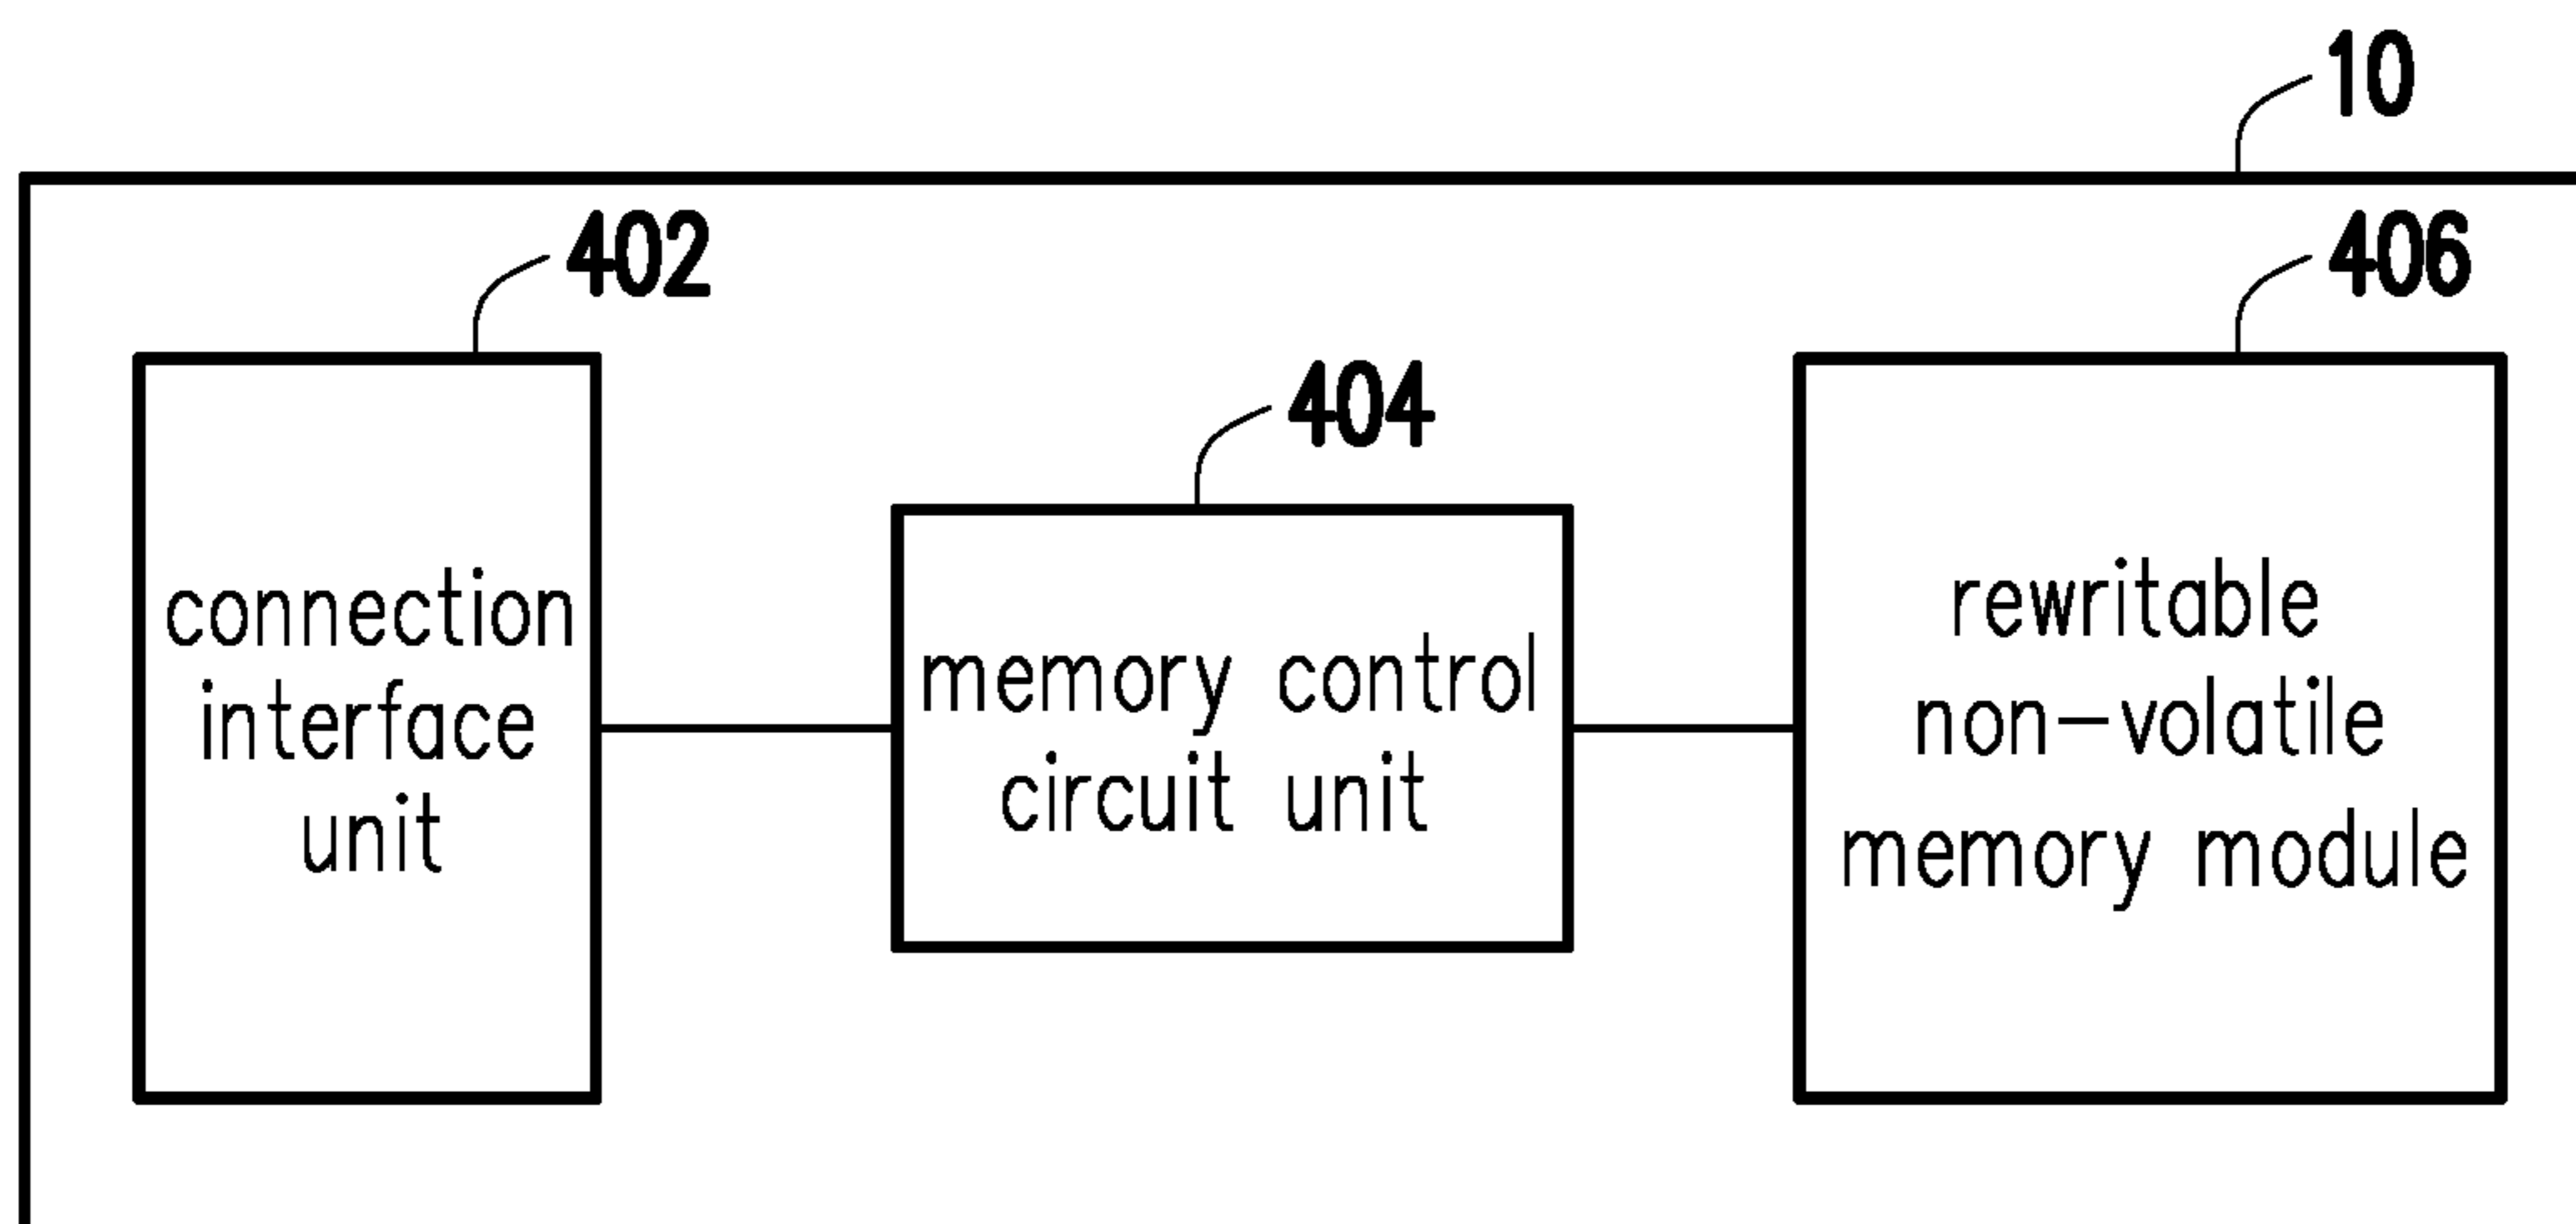 10
402
406
404
connection
interface
unit
memory control
circuit unit
rewritable
non-volatile
memory module